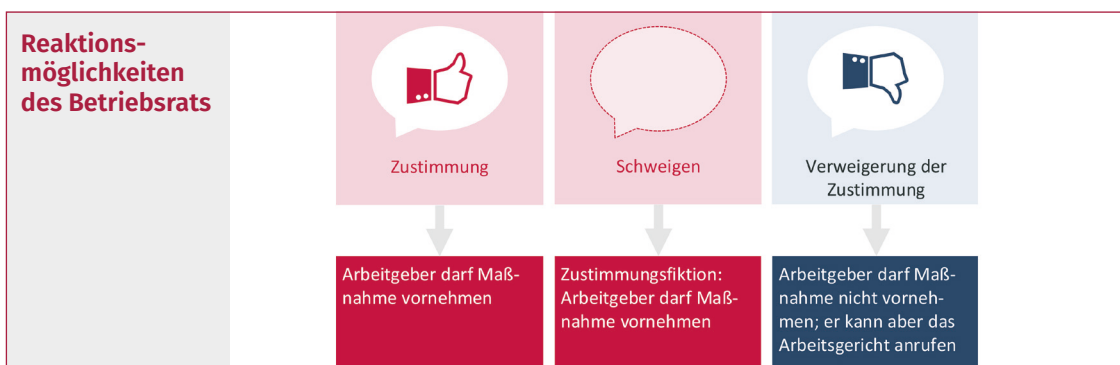 Reaktions-
möglichkeiten
des Betriebsrats
Zustimmung
Schweigen
Verweigerung der
Zustimmung
Arbeitgeber darf Maß-
nahme vornehmen
Zustimmungsfiktion:
Arbeitgeber darf Maß-
nahme vornehmen
Arbeitgeber darf Maß-
nahme nicht vorneh-
men; er kann aber das
Arbeitsgericht anrufen